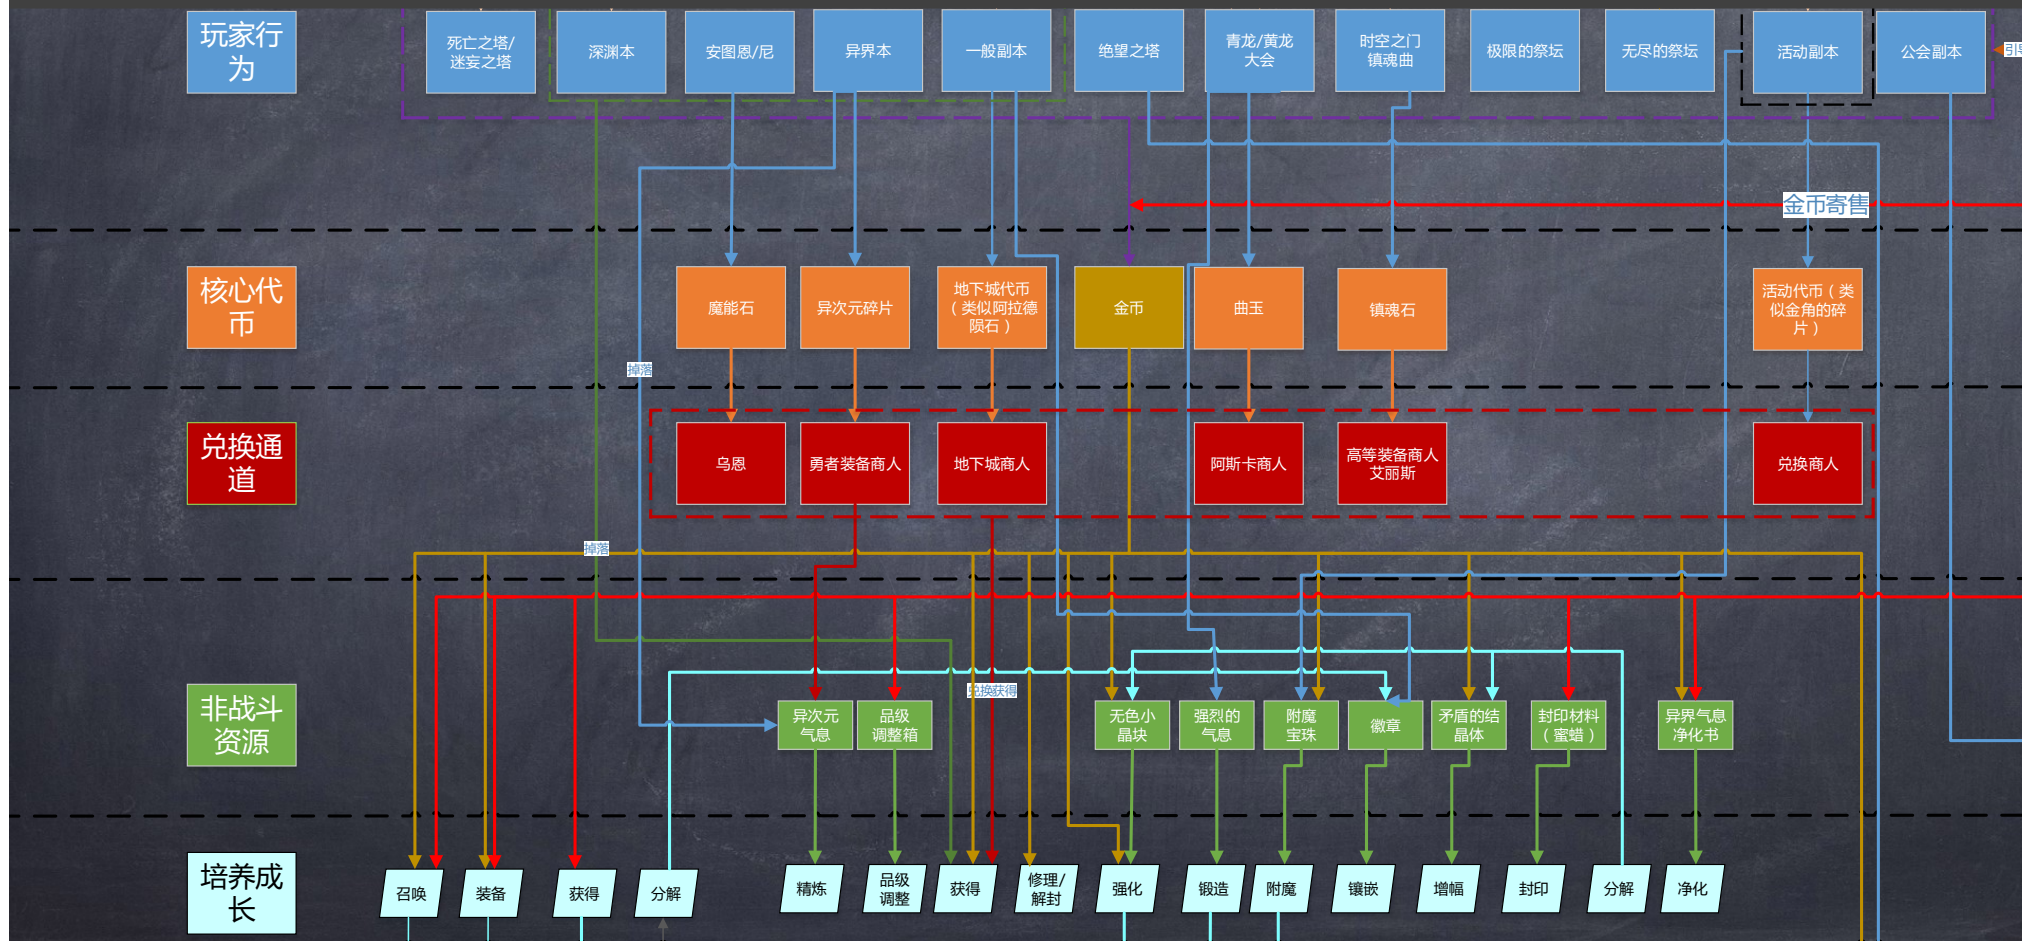 玩家行
为
死亡之塔/
迷妄之塔
深渊本
安图恩/尼
异界本
一般副本
绝望之塔
青龙/黄龙
大会
时空之门
镇魂曲
极限的祭坛
无尽的祭坛
活动副本
公会副本
金币寄售
核心代
币
魔能石
异次元碎片
地下城代币
（类似阿拉德
陨石）
金币
曲玉
镇魂石
活动代币（类
似金角的碎
片）
掉落
兑换通
道
乌恩
勇者装备商人
地下城商人
阿斯卡商人
高等装备商人
艾丽斯
兑换商人
掉落
兑换获得
非战斗
资源
异次元
气息
品级
调整箱
无色小
晶块
强烈的
气息
附魔
宝珠
徽章
矛盾的结
晶体
封印材料
（蜜蜡）
异界气息
净化书
培养成
长
召唤
装备
获得
分解
精炼
品级
调整
获得
修理/
解封
强化
锻造
附魔
镶嵌
增幅
封印
分解
净化